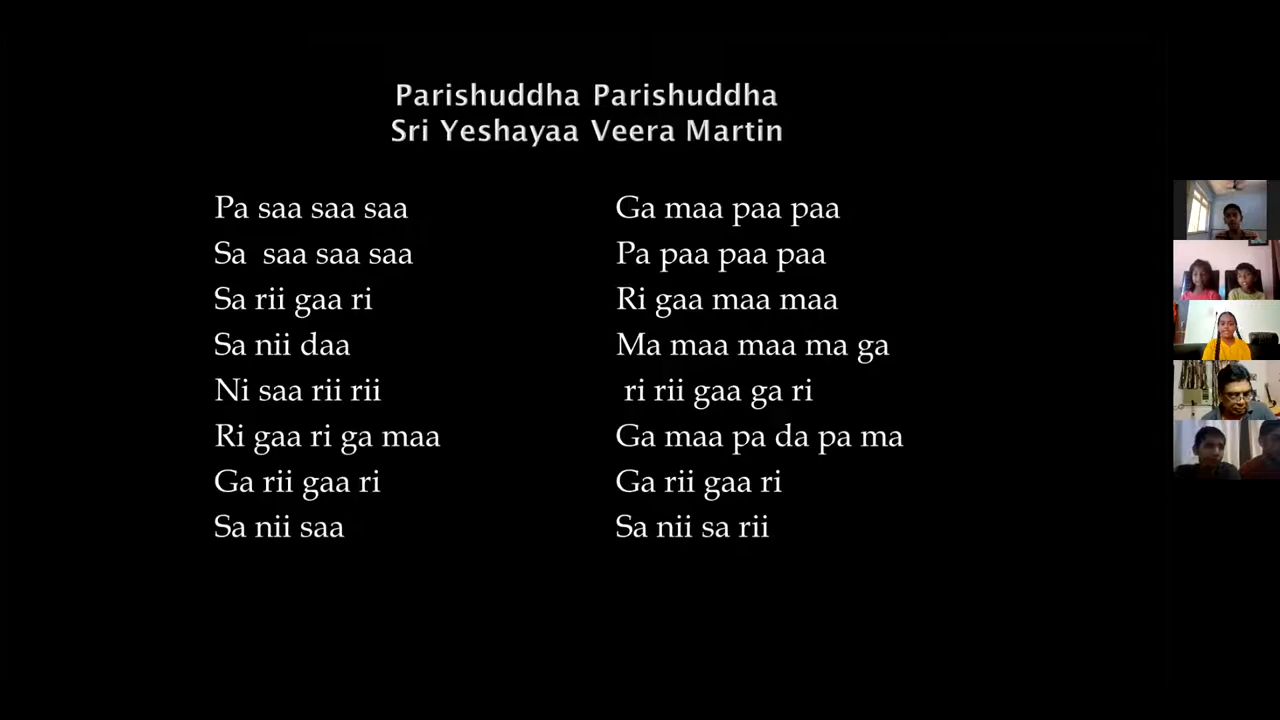 Parishuddha Parishuddha
Sri Yeshayaa Veera Martin
Pa saa saa saa
Sa saa saa saa
Sa rii gaa ri
Sa nii daa
Ni saa rii rii
Ri gaa ri ga maa
Ga rii gaa ri
Sa nii saa
Ga maa paa paa
Pa paa paa paa
Ri gaa maa maa
Ma maa maa ma ga
ri rii gaa ga ri
Ga maa pa da pa ma
Ga rii gaa ri
Sa nii sa rii